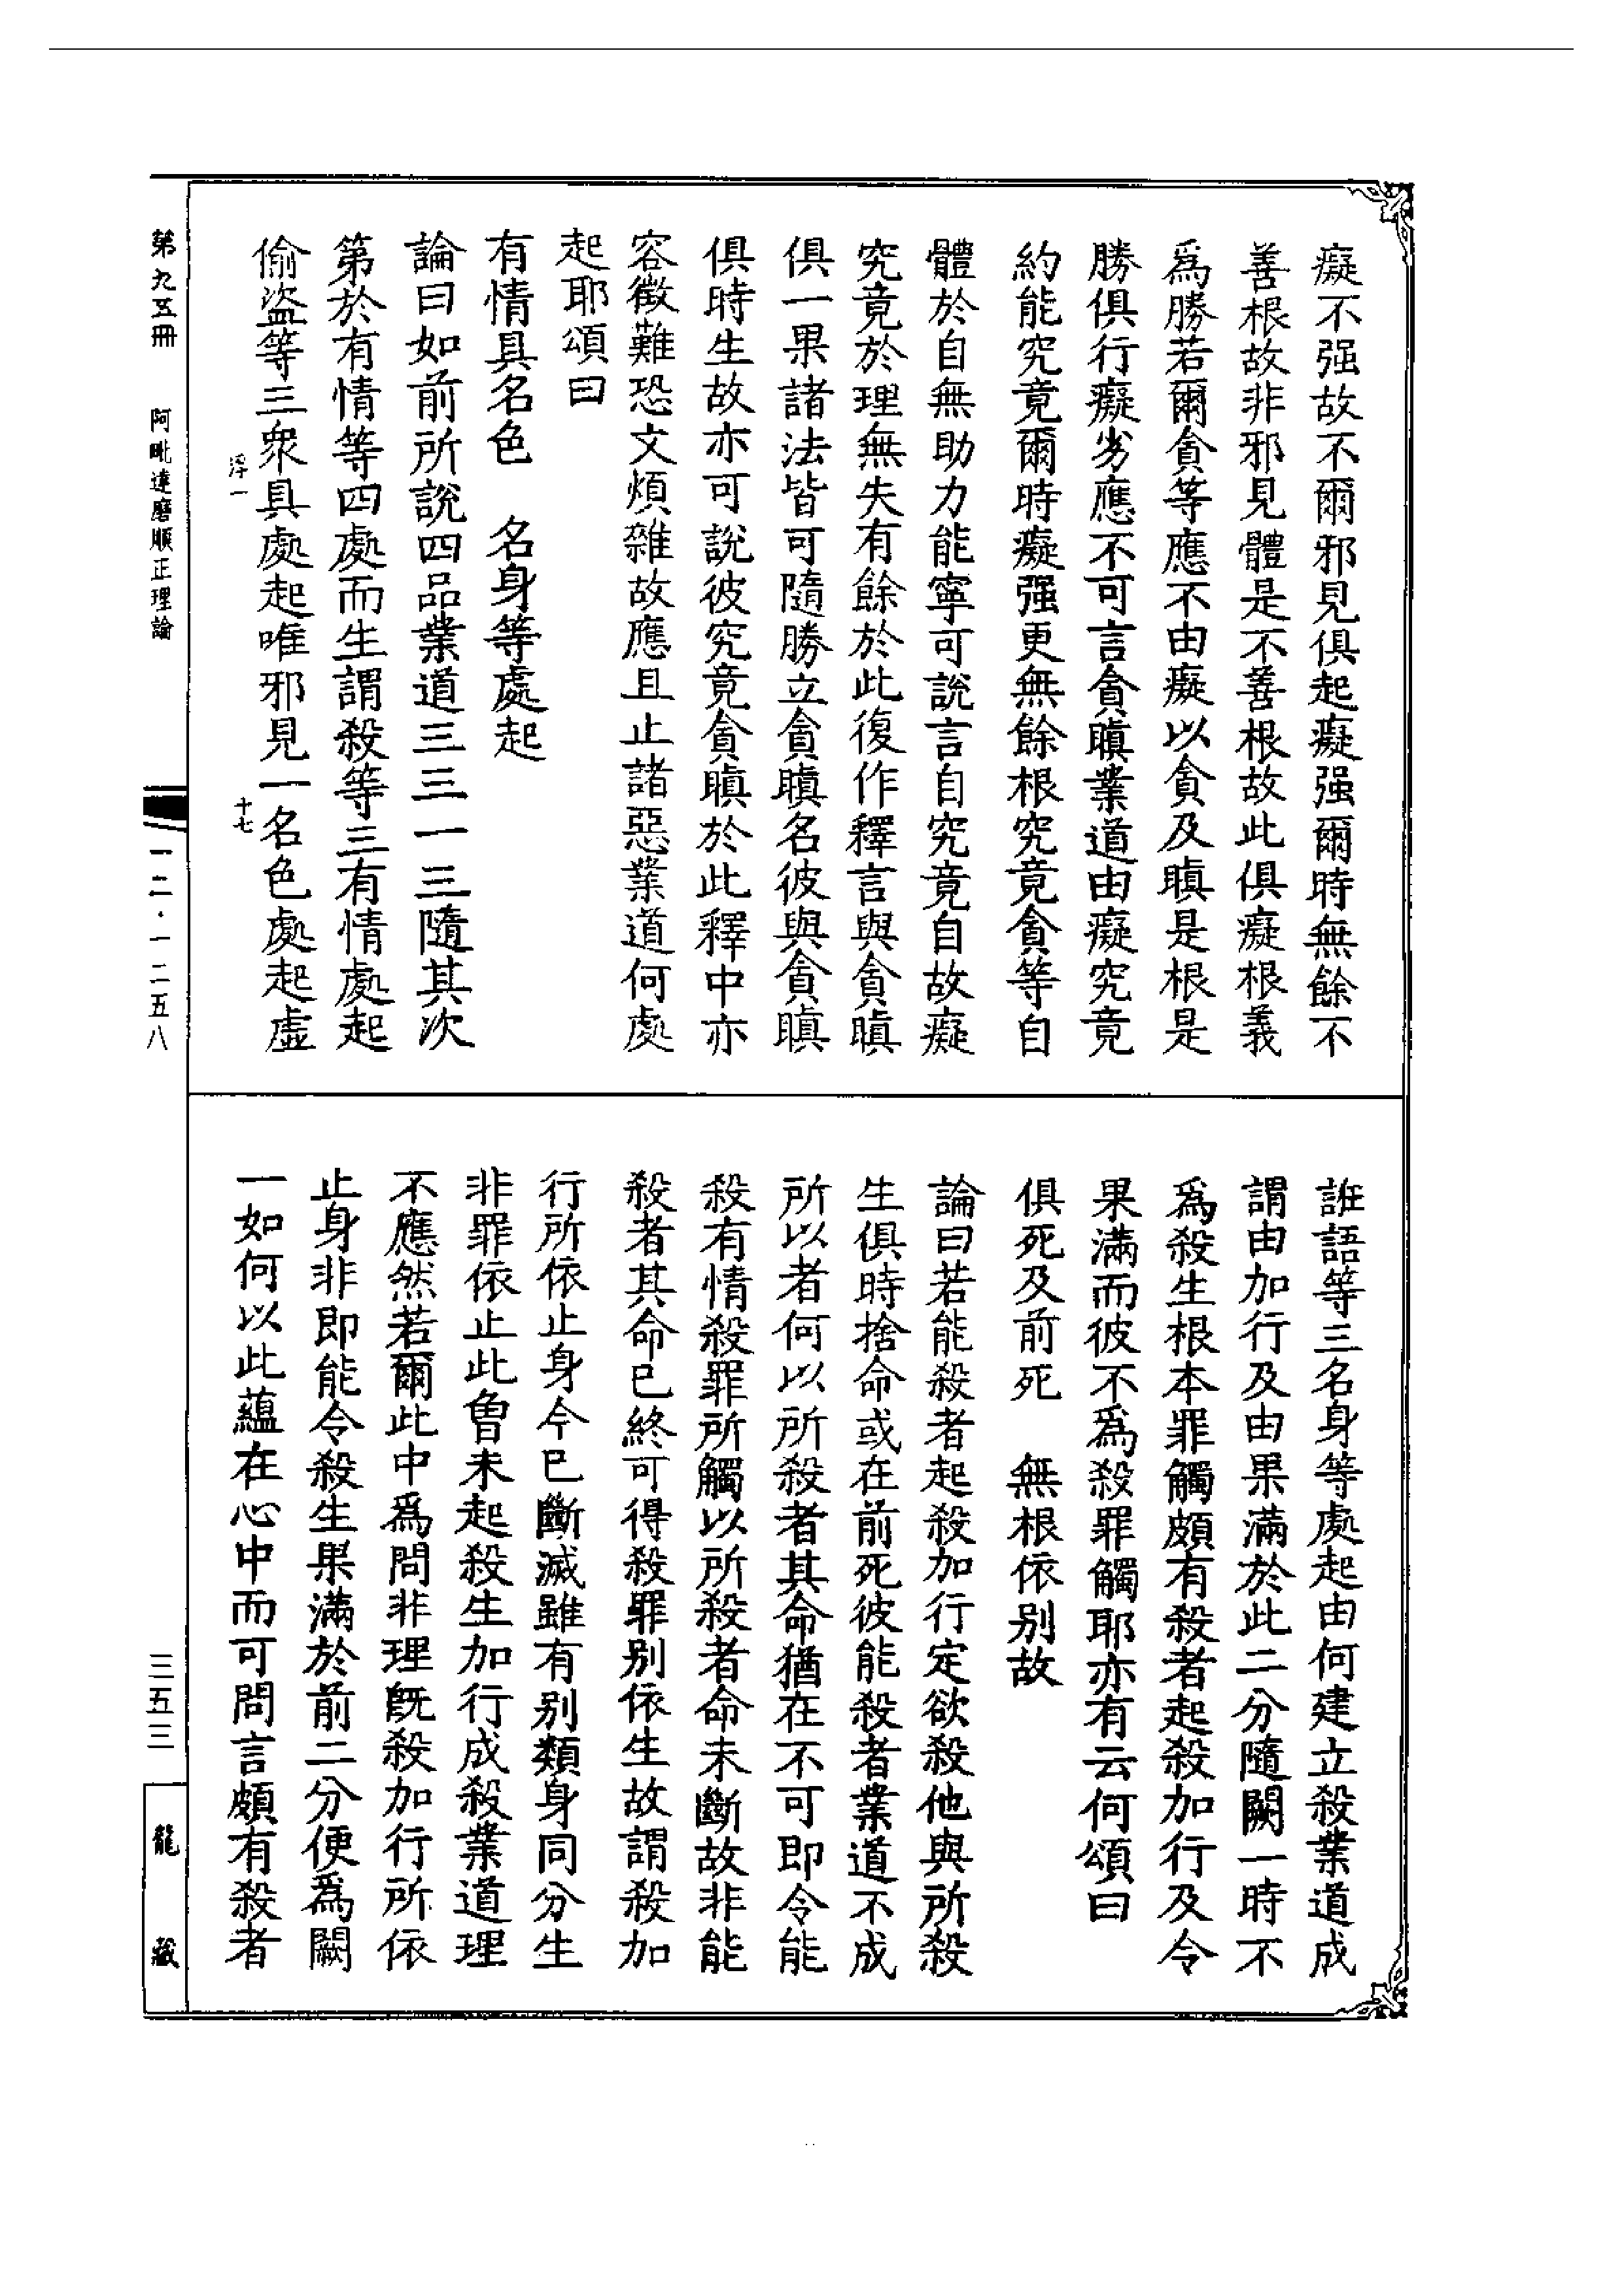 癡不强故不爾邪見俱起癡强爾時無餘不
善根故非邪見體是不善根故此俱癡根義
爲勝若爾貪等應不由癡以貪及瞋是根是
勝俱行癡劣應不可言貪瞋業道由癡究竟
約能究竟爾時癡强更無餘根究竟貪等自
體於自無助力能寧可說言自究竟自故癡
究竟於理無失有餘於此復作釋言與貪瞋
俱一果諸法皆可隨勝立貪瞋名彼與貪瞋
俱時生故亦可說彼究竟貪瞋於此釋中亦
容徵難恐文煩雜故應且止諸惡業道何處
起耶頌曰
有情具名色　名身等處起
論曰如前所說四品業道三三一三隨其次
第於有情等四處而生謂殺等三有情處起
偷盜等三衆具處起唯邪見一名色處起虛
浮一
十七
誑語等三名身等處起由何建立殺業道成
謂由加行及由果滿於此二分隨闕一時不
爲殺生根本罪觸頗有殺者起殺加行及令
果滿而彼不爲殺罪觸耶亦有云何頌曰
俱死及前死　無根依别故
論曰若能殺者起殺加行定欲殺他與所殺
生俱時捨命或在前死彼能殺者業道不成
所以者何以所殺者其命猶在不可即令能
殺有情殺罪所觸以所殺者命未斷故非能
殺者其命已終可得殺罪别依生故謂殺加
行所依止身今已斷滅雖有别類身同分生
非罪依止此曾未起殺生加行成殺業道理
不應然若爾此中爲問非理旣殺加行所依
止身非即能令殺生果滿於前二分便爲闕
一如何以此蘊在心中而可問言頗有殺者
第九五冊
阿毗達磨順正理論
一二·一二五八
三五三
龍藏